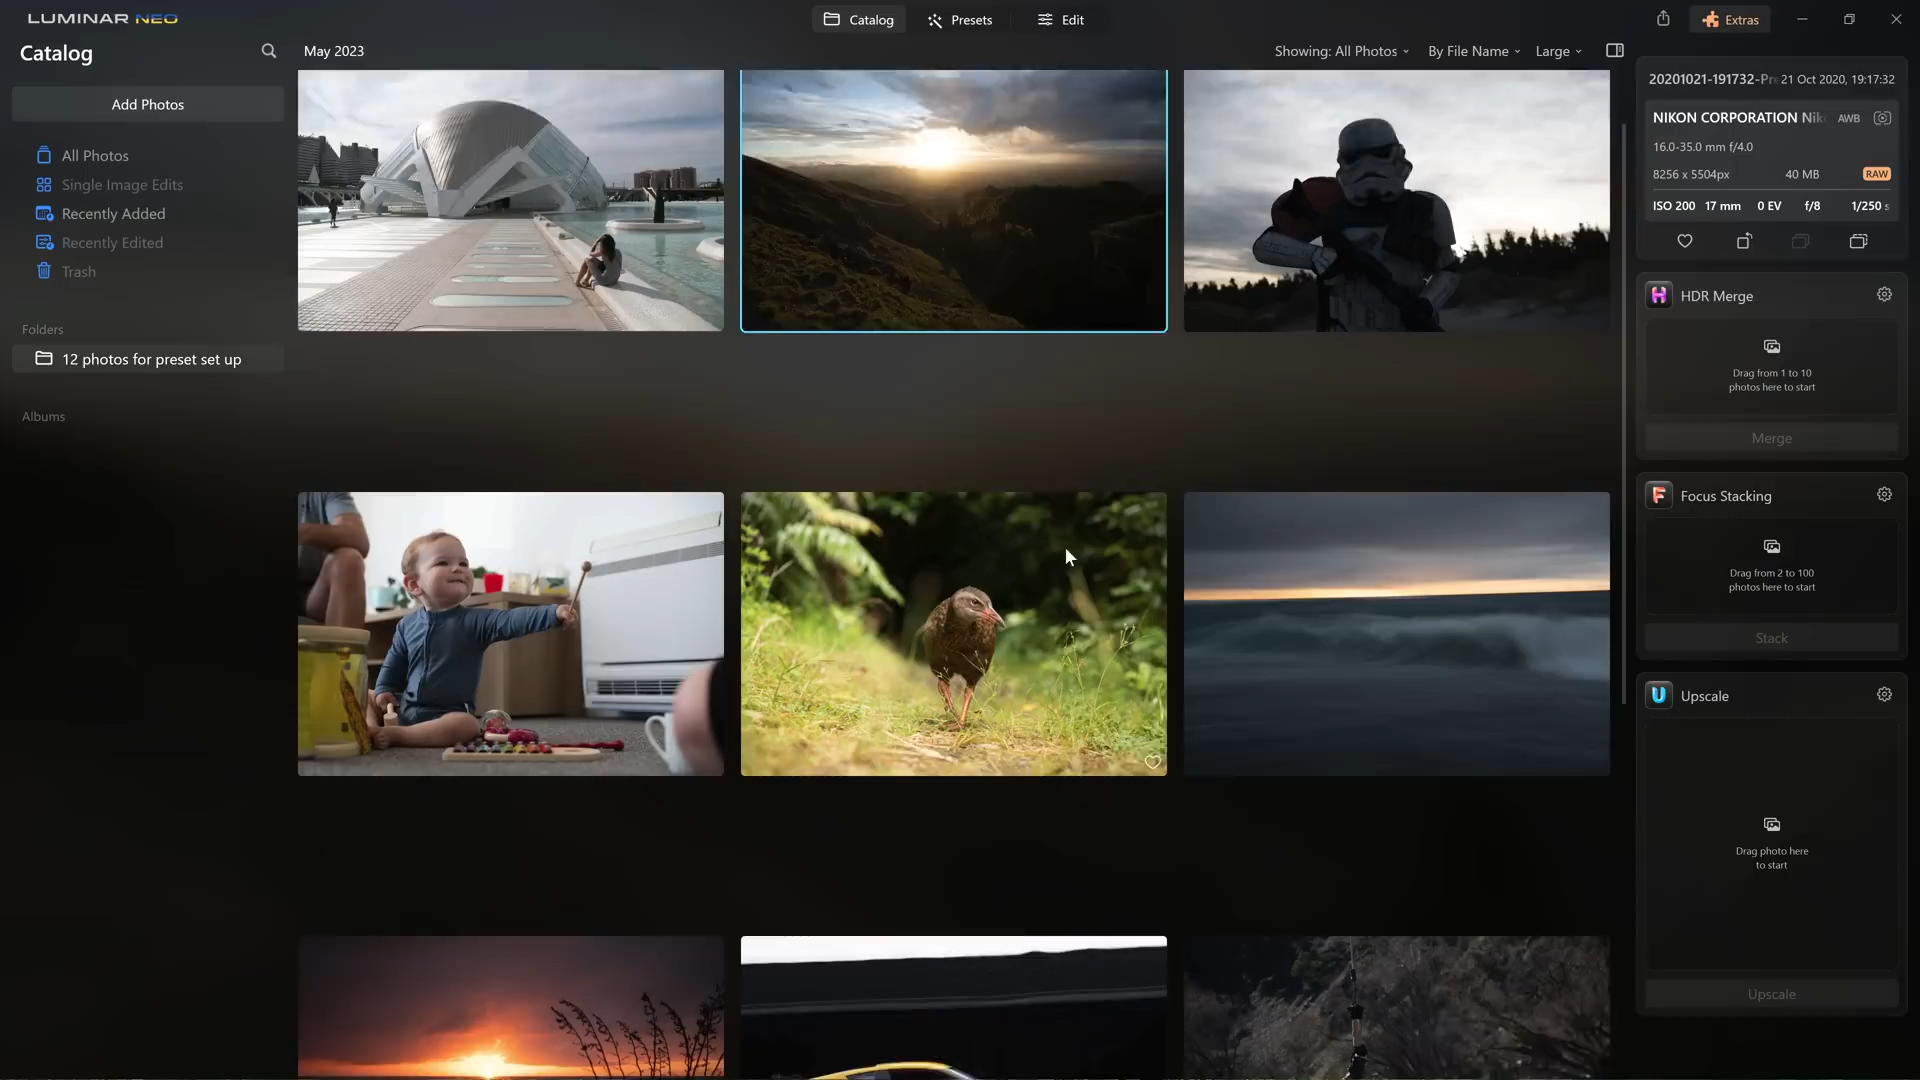 LUMINAR NEO
Catalog
Presets
Edit
Extras
Catalog
May 2023
Showing: All Photos
By File Name
Large
Add Photos
All Photos
Single Image Edits
Recently Added
Recently Edited
Trash
Folders
12 photos for preset set up
Albums
20201021-191732-Pr 21 Oct 2020, 19:17:32
NIKON CORPORATION Nik AWB
16.0-35.0 mm f/4.0
8256 x 5504px 40 MB RAW
ISO 200 17 mm 0 EV f/8 1/250 s
HDR Merge
Drag from 1 to 10
photos here to start
Merge
Focus Stacking
Drag from 2 to 100
photos here to start
Stack
Upscale
Drag photo here
to start
Upscale